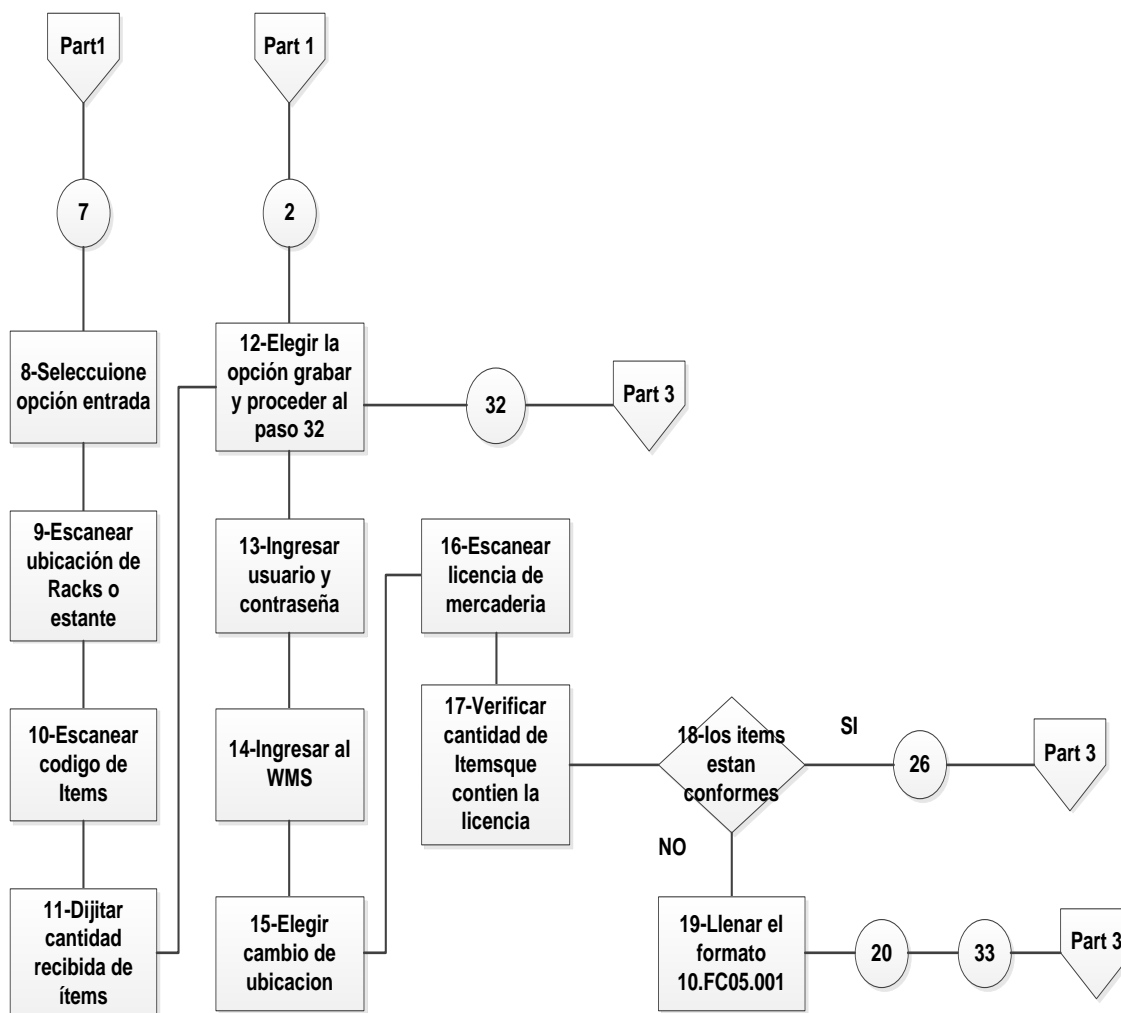 Part1
7
8-Seleccuione
opción entrada
9-Escanear
ubicación de
Racks o
estante
10-Escanear
codigo de
Items
11-Dijitar
cantidad
recibida de
ítems
Part 1
2
12-Elegir la
opción grabar
y proceder al
paso 32
32
Part 3
13-Ingresar
usuario y
contraseña
14-Ingresar al
WMS
15-Elegir
cambio de
ubicacion
16-Escanear
licencia de
mercaderia
17-Verificar
cantidad de
Itemsque
contien la
licencia
18-los items
estan
conformes
SI
26
Part 3
NO
19-Llenar el
formato
10.FC05.001
20
33
Part 3